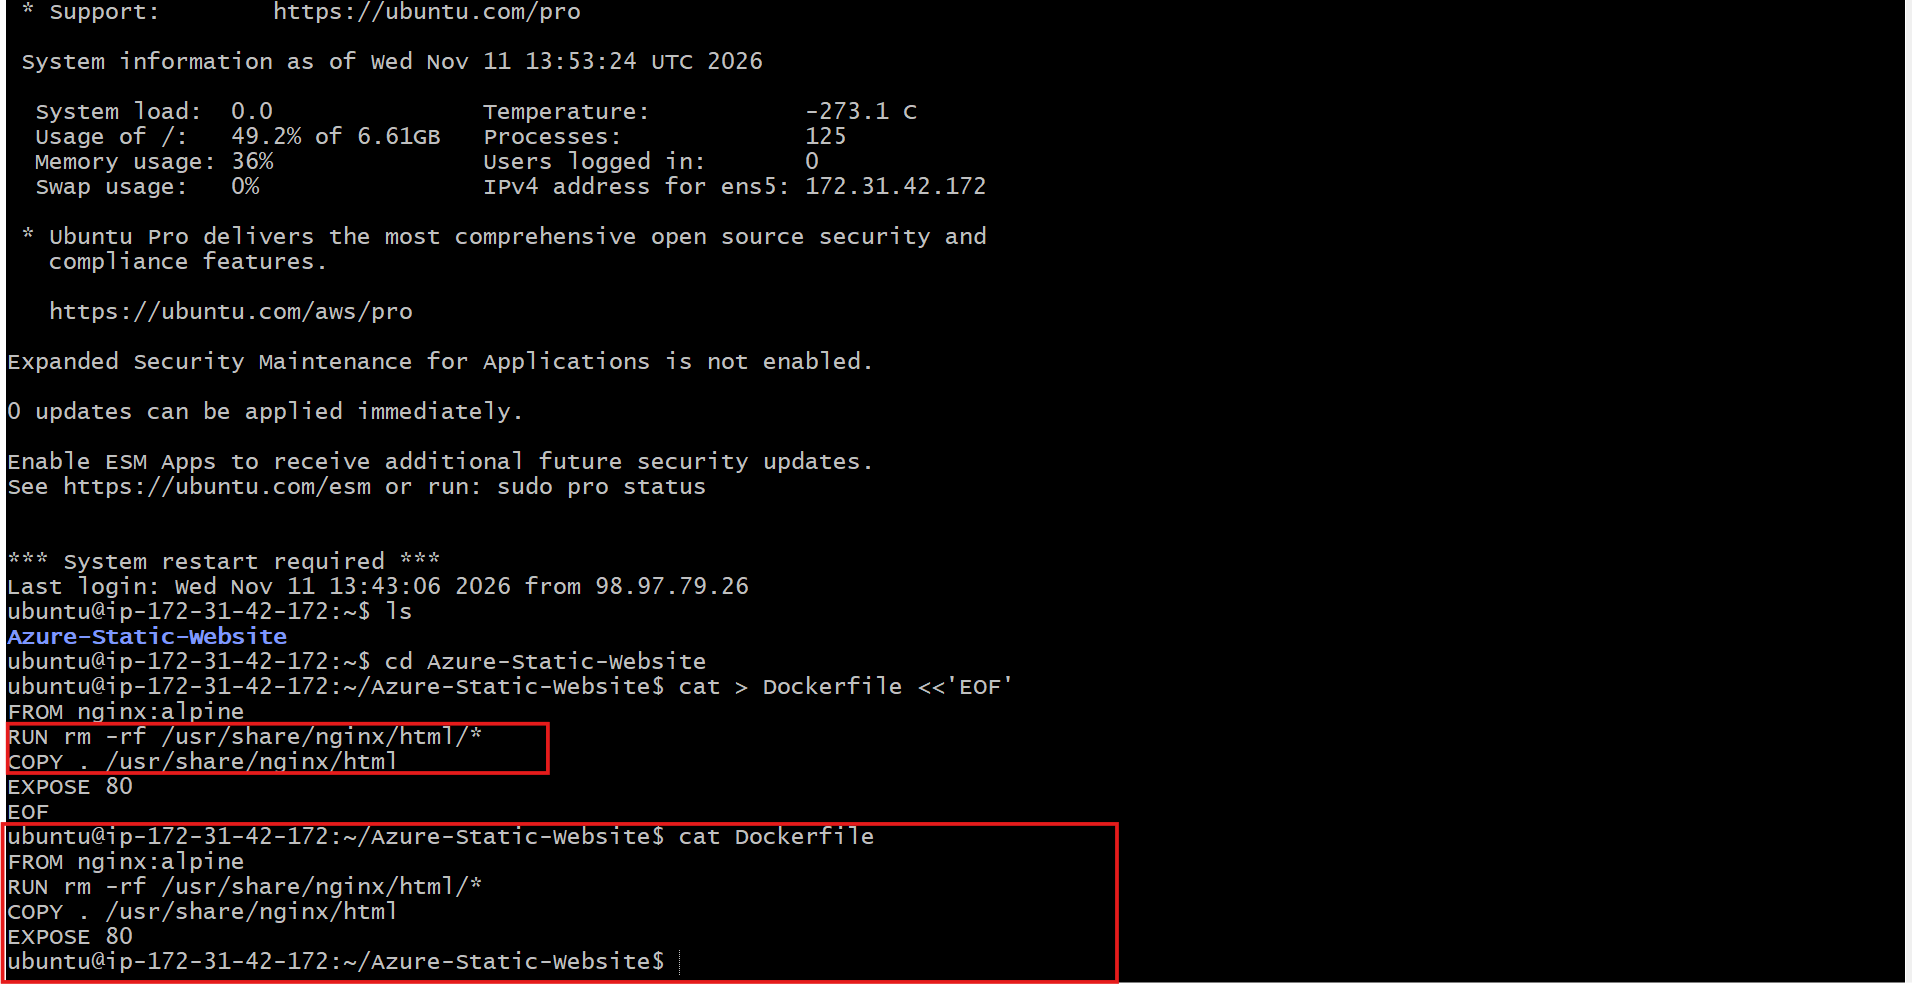 * Support:        https://ubuntu.com/pro
System information as of Wed Nov 11 13:53:24 UTC 2026
System load:  0.0               Temperature:           -273.1 C
Usage of /:   49.2% of 6.61GB   Processes:             125
Memory usage: 36%               Users logged in:       0
Swap usage:   0%                IPv4 address for ens5: 172.31.42.172
* Ubuntu Pro delivers the most comprehensive open source security and
compliance features.
https://ubuntu.com/aws/pro
Expanded Security Maintenance for Applications is not enabled.
0 updates can be applied immediately.
Enable ESM Apps to receive additional future security updates.
See https://ubuntu.com/esm or run: sudo pro status
*** System restart required ***
Last login: Wed Nov 11 13:43:06 2026 from 98.97.79.26
ubuntu@ip-172-31-42-172:~$ ls
Azure-Static-Website
ubuntu@ip-172-31-42-172:~$ cd Azure-Static-Website
ubuntu@ip-172-31-42-172:~/Azure-Static-Website$ cat > Dockerfile <<'EOF'
FROM nginx:alpine
RUN rm -rf /usr/share/nginx/html/*
COPY . /usr/share/nginx/html
EXPOSE 80
EOF
ubuntu@ip-172-31-42-172:~/Azure-Static-Website$ cat Dockerfile
FROM nginx:alpine
RUN rm -rf /usr/share/nginx/html/*
COPY . /usr/share/nginx/html
EXPOSE 80
ubuntu@ip-172-31-42-172:~/Azure-Static-Website$